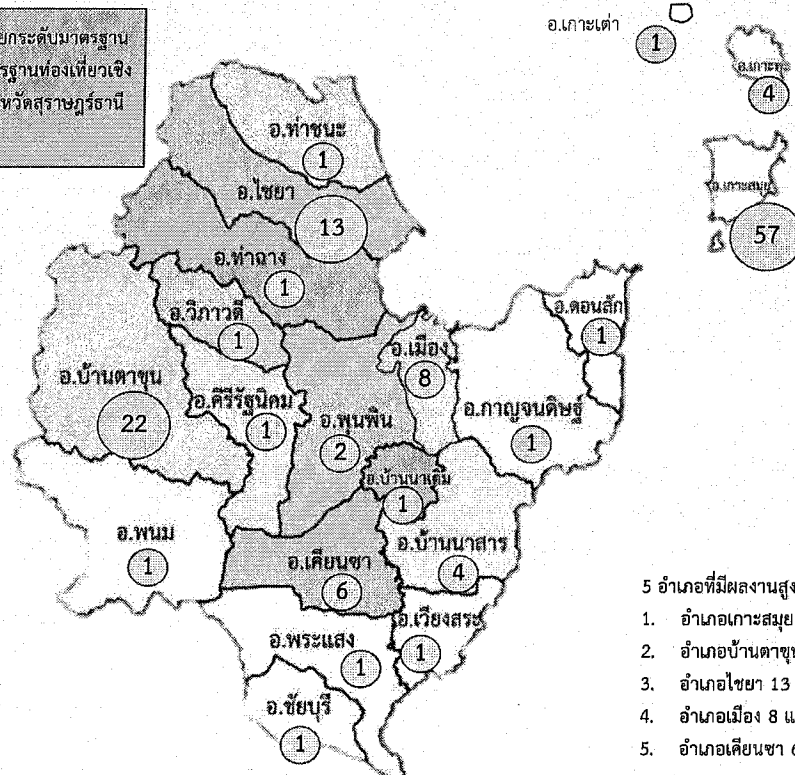 อ.เกาะเต่า
1
ยกระดับมาตรฐาน
รฐานท่องเที่ยวเชิง
หวัดสุราษฎร์ธานี
4
อ.ท่าชนะ
1
อ.เกาะสมุย
57
อ.ไชยา
13
อ.ท่าฉาง
1
อ.วิภาวดี
1
อ.ดอนสัก
1
อ.เมือง
8
อ.บ้านตาขุน
22
อ.คีรีรัฐนิคม
1
อ.พุนพิน
2
อ.กาญจนดิษฐ์
1
อ.บ้านนาเดิม
1
อ.พนม
1
อ.บ้านนาสาร
4
อ.เคียนซา
6
อ.เวียงสระ
1
อ.พระแสง
1
อ.ชัยบุรี
1
5 อำเภอที่มีผลงานสูง
1. อำเภอเกาะสมุย
2. อำเภอบ้านตาขุน
3. อำเภอไชยา 13
4. อำเภอเมือง 8 แ
5. อำเภอเคียนซา 6